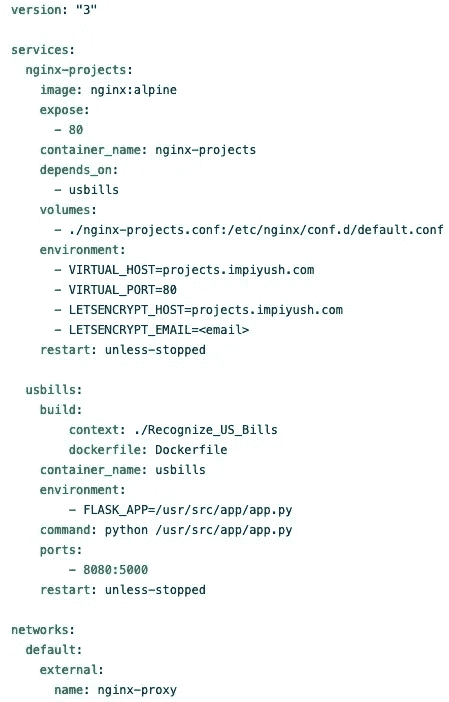 version: "3"

services:
  nginx-projects:
    image: nginx:alpine
    expose:
      - 80
    container_name: nginx-projects
    depends_on:
      - usbills
    volumes:
      - ./nginx-projects.conf:/etc/nginx/conf.d/default.conf
    environment:
      - VIRTUAL_HOST=projects.impiyush.com
      - VIRTUAL_PORT=80
      - LETSENCRYPT_HOST=projects.impiyush.com
      - LETSENCRYPT_EMAIL=<email>
    restart: unless-stopped

  usbills:
    build:
        context: ./Recognize_US_Bills
        dockerfile: Dockerfile
    container_name: usbills
    environment:
        - FLASK_APP=/usr/src/app/app.py
    command: python /usr/src/app/app.py
    ports:
        - 8080:5000
    restart: unless-stopped

networks:
  default:
    external:
      name: nginx-proxy